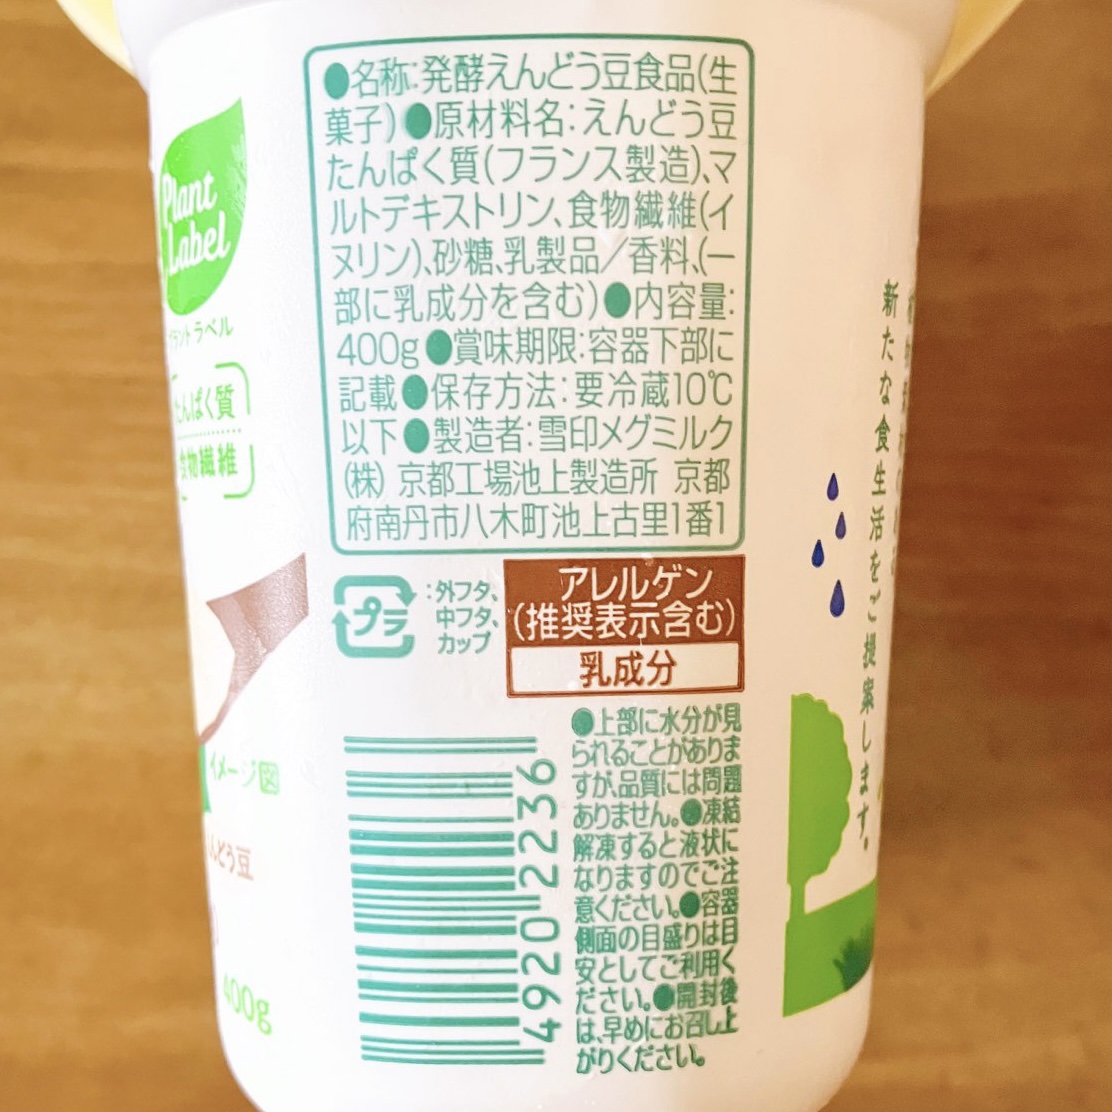 ●名称:発酵えんどう豆食品(生
菓子)●原材料名:えんどう豆
たんぱく質(フランス製造)、マ
ルトデキストリン、食物繊維(イ
ヌリン)、砂糖、乳製品/香料、(一
部に乳成分を含む)●内容量:
400g●賞味期限:容器下部に
記載●保存方法:要冷蔵10℃
以下●製造者:雪印メグミルク
(株) 京都工場池上製造所 京都
府南丹市八木町池上古里1番1
プラ
:外フタ、
中フタ、
カップ
アレルゲン
(推奨表示含む)
乳成分
●上部に水分が見
られることがありま
すが、品質には問題
ありません。●凍結
解凍すると液状に
なりますのでご注
意ください。●容器
側面の目盛りは目
安としてご利用く
ださい。●開封後
は、早めにお召し上
がりください。
49202236
Plant
Label
プラントラベル
たんぱく質
食物繊維
イメージ図
んどう豆
400g
新たな食生活をご提案します。